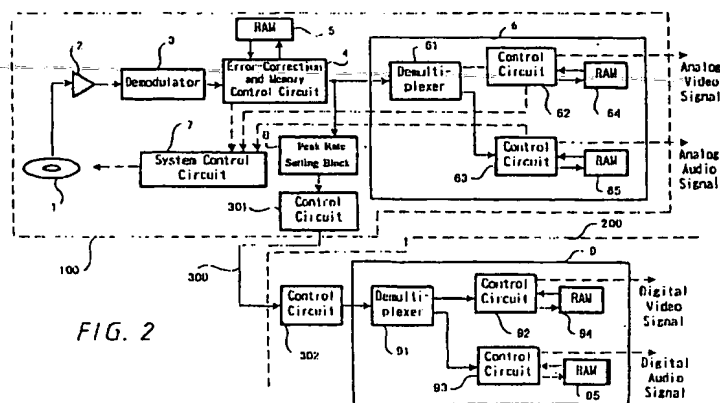 RAM
5
6
2
3
4
61
Control
Circuit
Demodulator
Error-Correction
and Memory
Control Circuit
Demulti-
plexer
RAM
Analog
Video
Signal
62
64
7
8
System Control
Circuit
Peak Rate
Setting Block
Control
Circuit
RAM
Analog
Audio
Signal
63
65
1
301
Control
Circuit
100
200
300
9
Control
Circuit
302
Demulti-
plexer
91
Control
Circuit
92
RAM
94
Digital
Video
Signal
Control
Circuit
93
RAM
95
Digital
Audio
Signal
FIG. 2